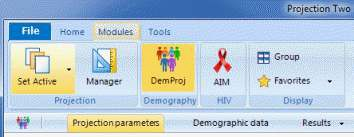 Projection Two
File Home Modules Tools
Set Active Manager DemProj AIM Group
Favorites
Projection Demography HIV Display
Projection parameters Demographic data Results